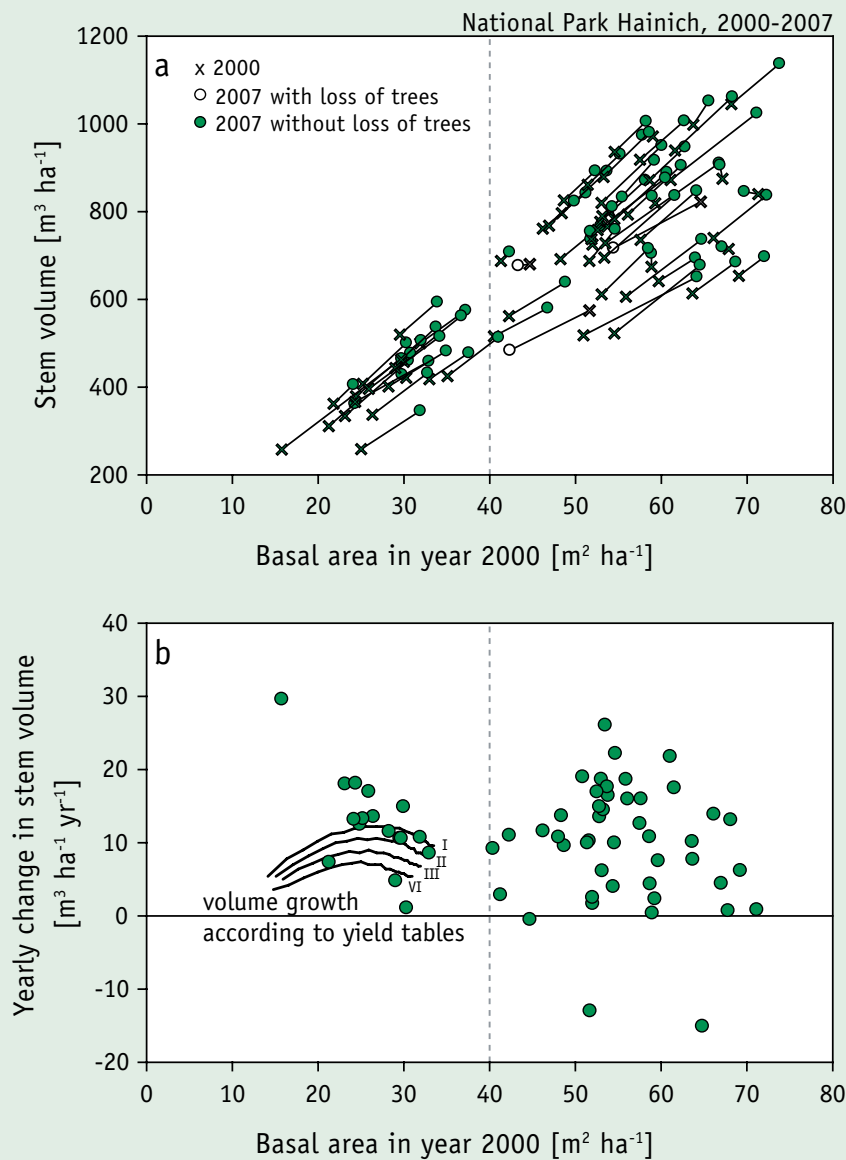 National Park Hainich, 2000-2007
1200
1000
800
600
400
200
Stem volume [m³ ha⁻¹]
a
x 2000
2007 with loss of trees
2007 without loss of trees
0 10 20 30 40 50 60 70 80
Basal area in year 2000 [m² ha⁻¹]
40
30
20
10
0
-10
-20
Yearly change in stem volume
[m³ ha⁻¹ yr⁻¹]
b
I
II
III
VI
volume growth
according to yield tables
0 10 20 30 40 50 60 70 80
Basal area in year 2000 [m² ha⁻¹]